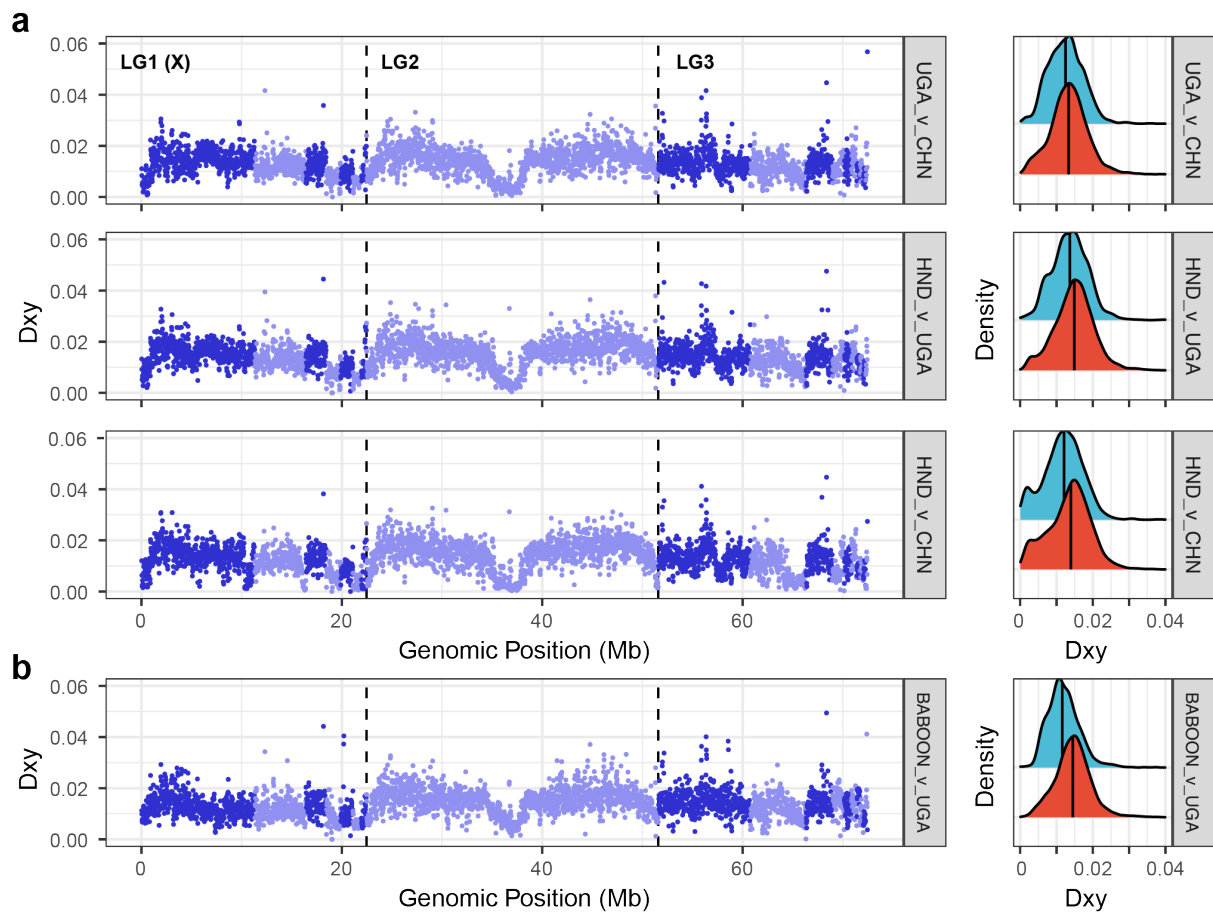 a
0.06
0.04
0.02
0.00
LG1 (X)
LG2
LG3
UGA_v_CHN
UGA_v_CHN
Dxy
0.06
0.04
0.02
0.00
HND_v_UGA
Density
HND_v_UGA
0.06
0.04
0.02
0.00
HND_v_CHN
HND_v_CHN
0
20
40
60
Genomic Position (Mb)
0
0.02
0.04
Dxy
b
Dxy
0.06
0.04
0.02
0.00
BABOON_v_UGA
Density
BABOON_v_UGA
0
20
40
60
Genomic Position (Mb)
0
0.02
0.04
Dxy